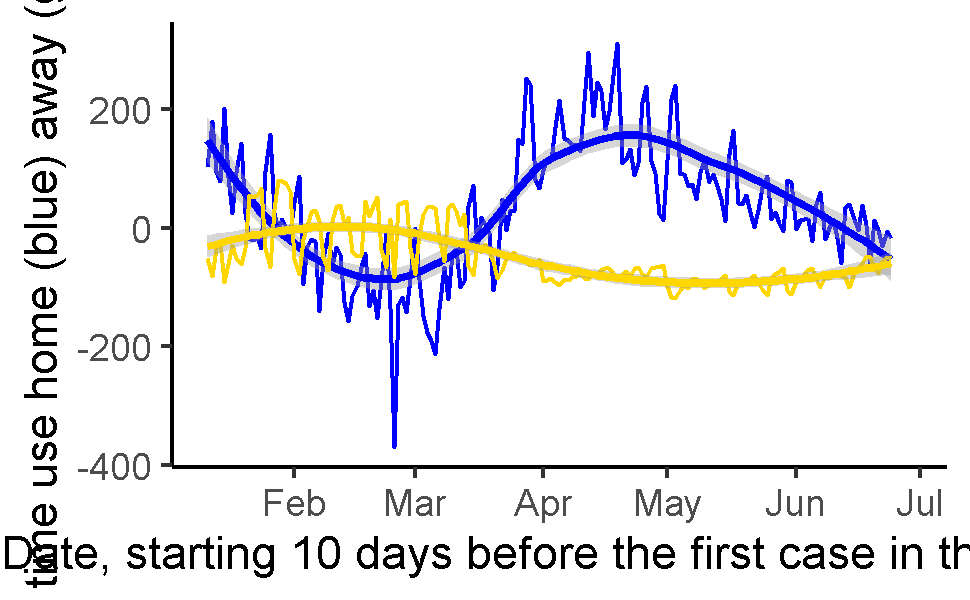 time use home (blue) away (
200
0
-200
-400
Feb Mar Apr May Jun Jul
Date, starting 10 days before the first case in th